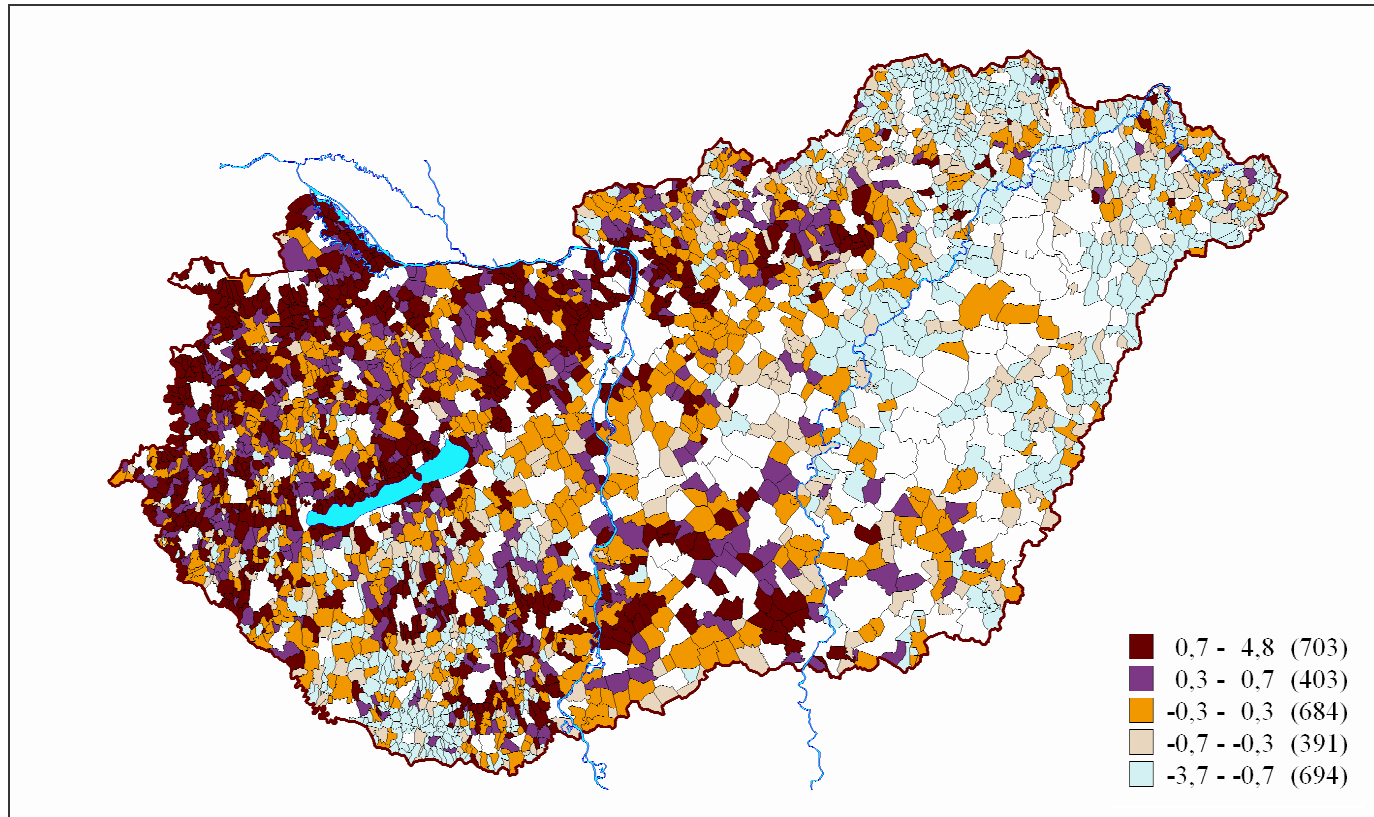 0,7 - 4,8 (703)
0,3 - 0,7 (403)
-0,3 - 0,3 (684)
-0,7 - -0,3 (391)
-3,7 - -0,7 (694)